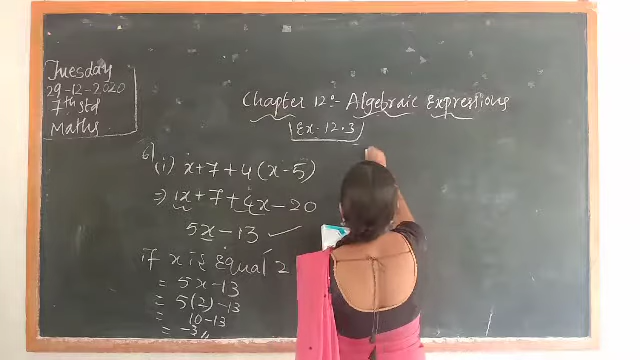 Tuesday
29-12-2020
7th Std
Maths
Chapter 12:- Algebraic Expressions
(Ex-12.3)
6) (i) x+7+4(x-5)
⇒ 1x+7+4x-20
5x-13 ✓
if x is Equal 2
= 5x-13
= 5(2)-13
= 10-13
= -3//